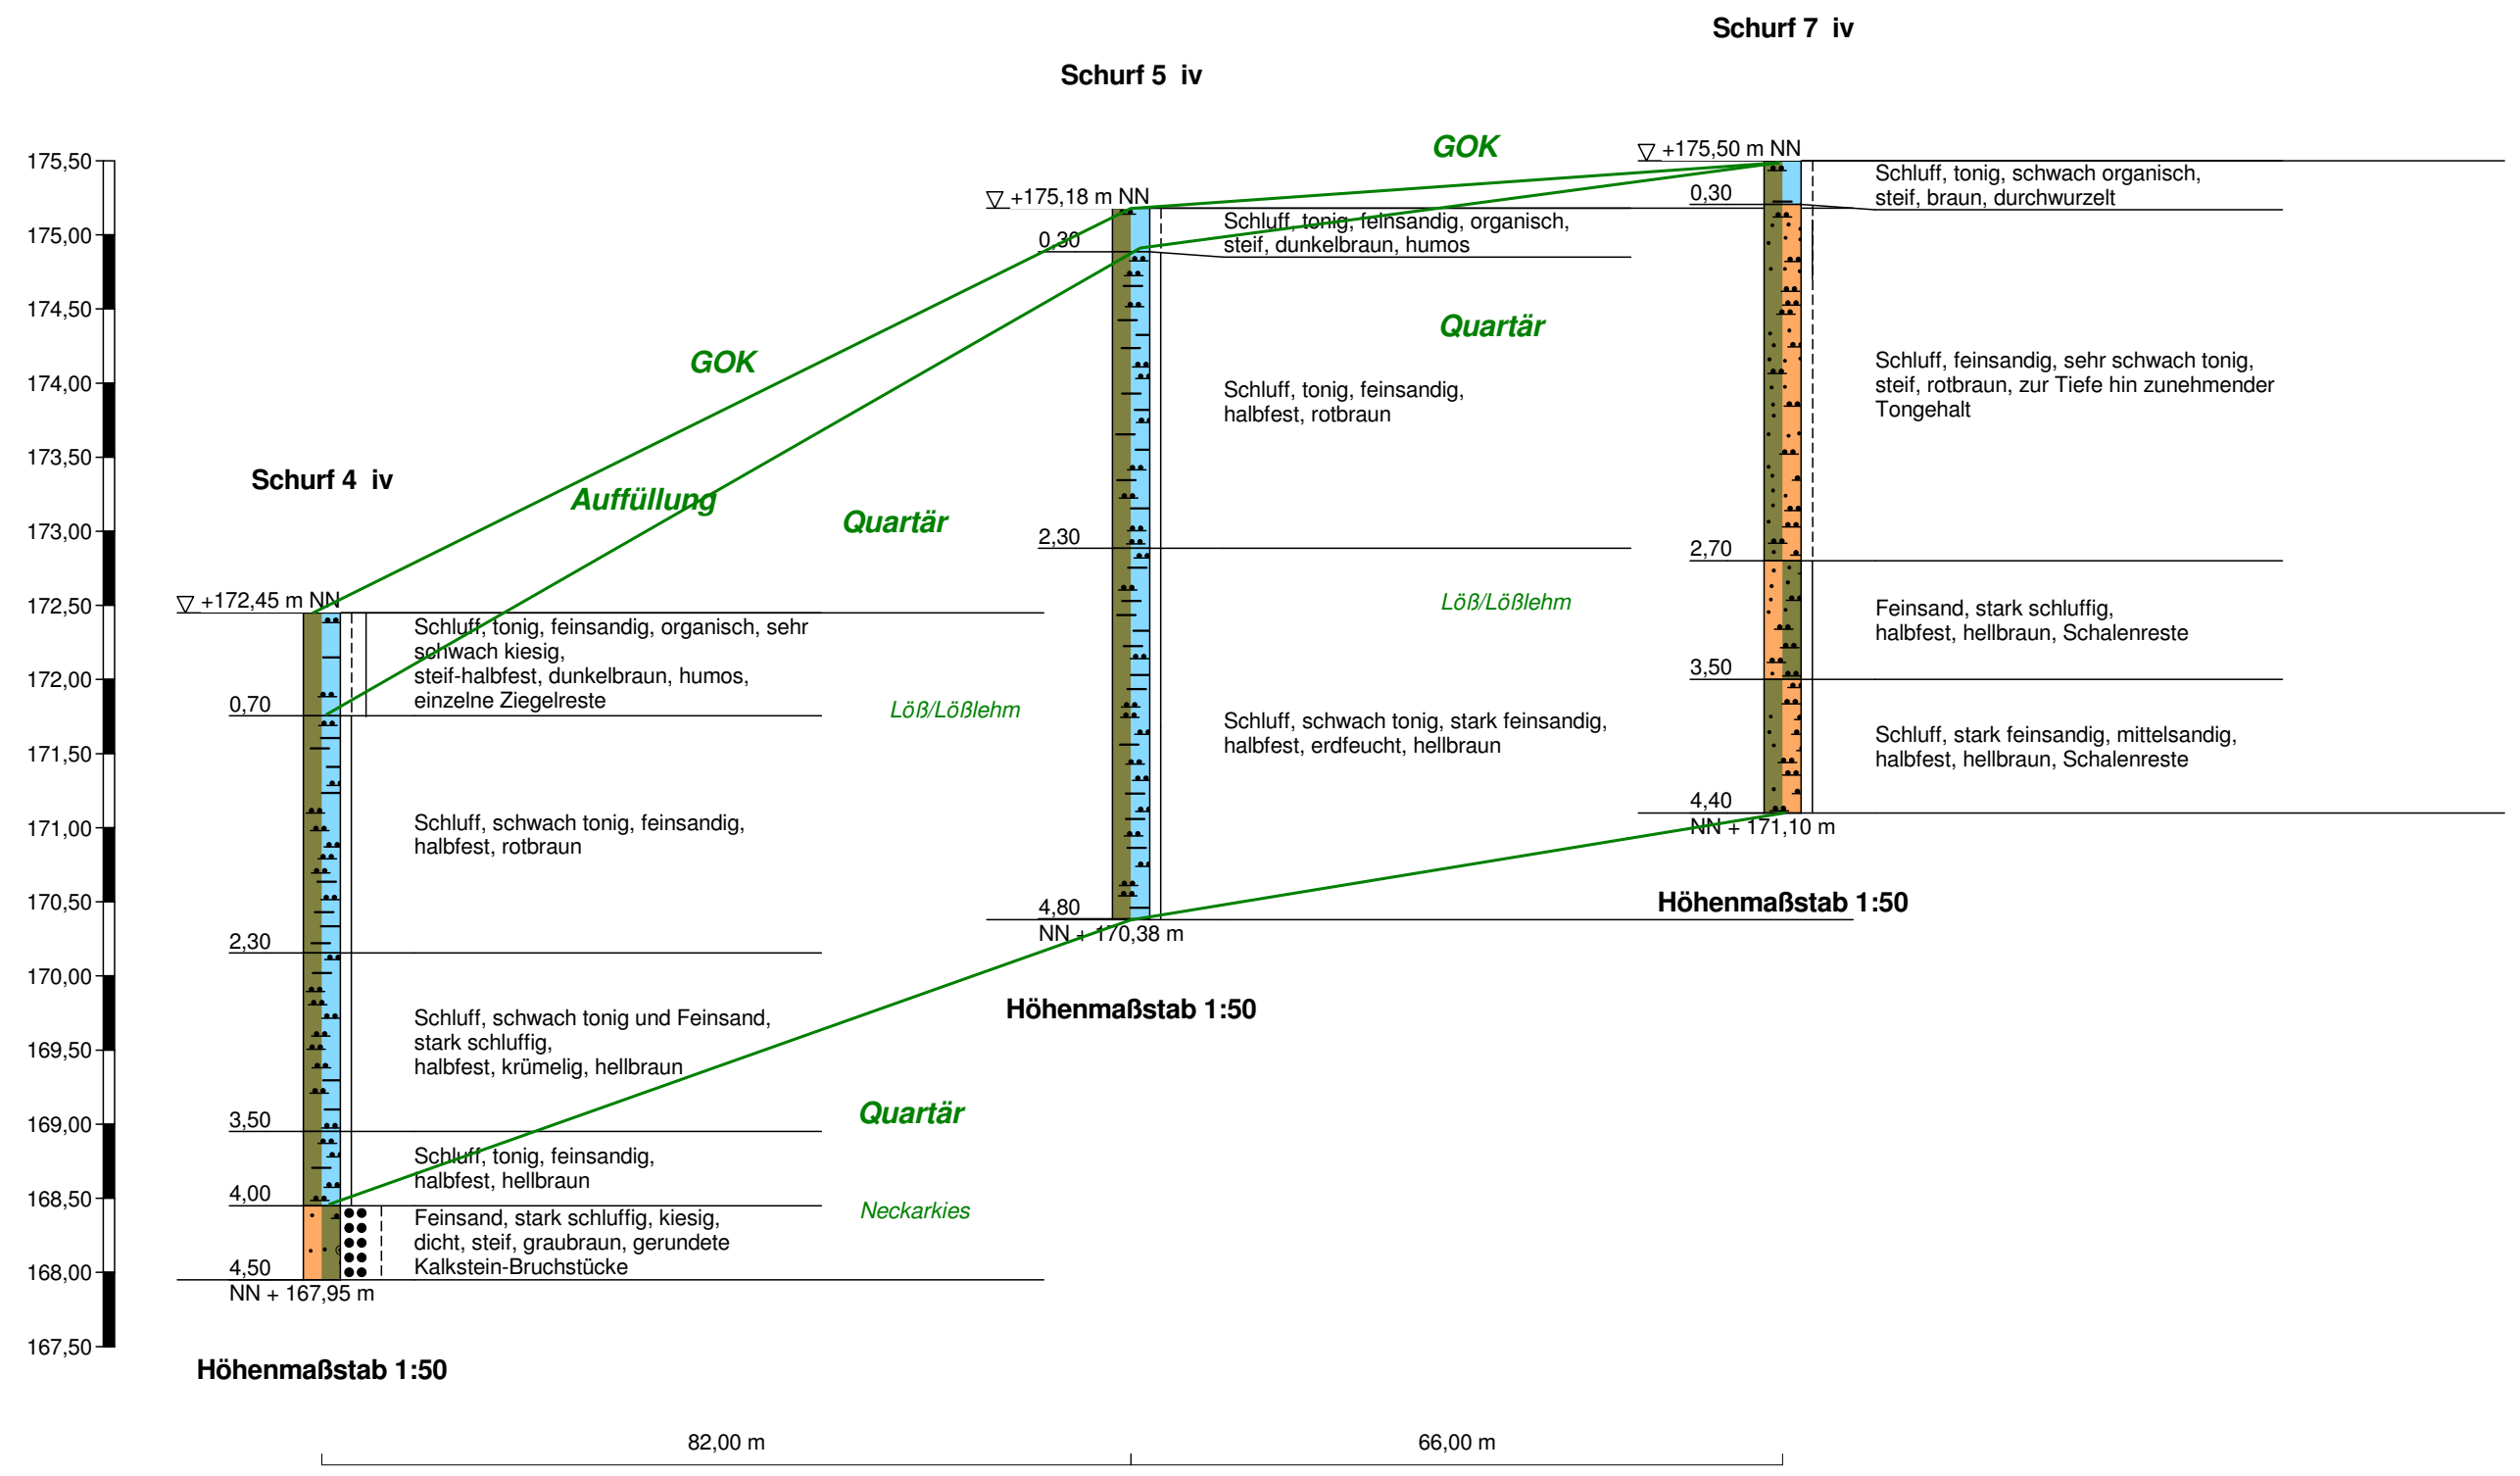 Schurf 7 iv
Schurf 5 iv
GOK
175,50
+175,50 m NN
Schluff, tonig, schwach organisch,
steif, braun, durchwurzelt
0,30
+175,18 m NN
Schluff, tonig, feinsandig, organisch,
steif, dunkelbraun, humos
0,30
175,00
174,50
Quartär
GOK
174,00
Schluff, tonig, feinsandig,
halbfest, rotbraun
Schluff, feinsandig, sehr schwach tonig,
steif, rotbraun, zur Tiefe hin zunehmender
Tongehalt
173,50
Schurf 4 iv
Auffüllung
Quartär
173,00
2,30
2,70
172,50
+172,45 m NN
Löß/Lößlehm
Feinsand, stark schluffig,
halbfest, hellbraun, Schalenreste
Schluff, tonig, feinsandig, organisch, sehr
schwach kiesig,
steif-halbfest, dunkelbraun, humos,
einzelne Ziegelreste
172,00
3,50
0,70
Löß/Lößlehm
Schluff, schwach tonig, stark feinsandig,
halbfest, erdfeucht, hellbraun
Schluff, stark feinsandig, mittelsandig,
halbfest, hellbraun, Schalenreste
171,50
4,40
NN + 171,10 m
171,00
Schluff, schwach tonig, feinsandig,
halbfest, rotbraun
170,50
4,80
NN + 170,38 m
Höhenmaßstab 1:50
2,30
170,00
Höhenmaßstab 1:50
Schluff, schwach tonig und Feinsand,
stark schluffig,
halbfest, krümelig, hellbraun
169,50
3,50
169,00
Quartär
Schluff, tonig, feinsandig,
halbfest, hellbraun
4,00
168,50
Neckarkies
Feinsand, stark schluffig, kiesig,
dicht, steif, graubraun, gerundete
Kalkstein-Bruchstücke
168,00
4,50
NN + 167,95 m
167,50
Höhenmaßstab 1:50
82,00 m
66,00 m